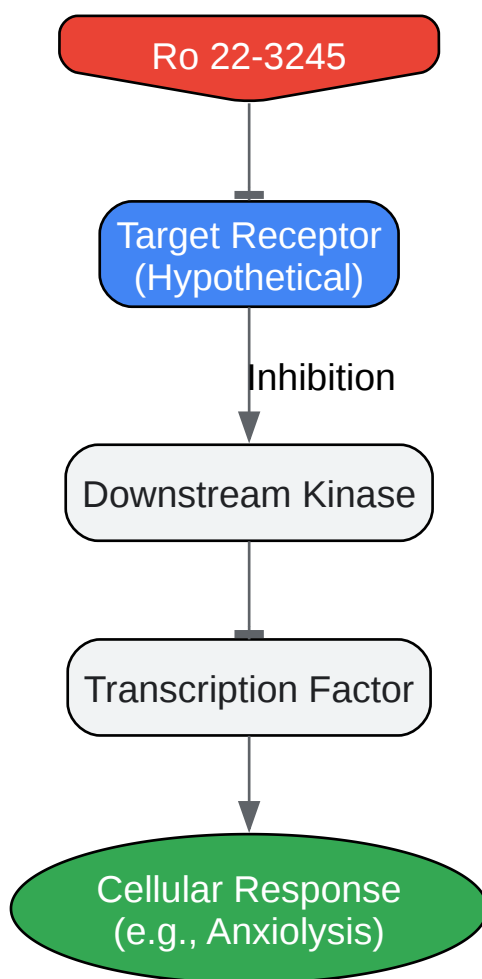 Ro 22-3245
Target Receptor
(Hypothetical)
Inhibition
Downstream Kinase
Transcription Factor
Cellular Response
(e.g., Anxiolysis)